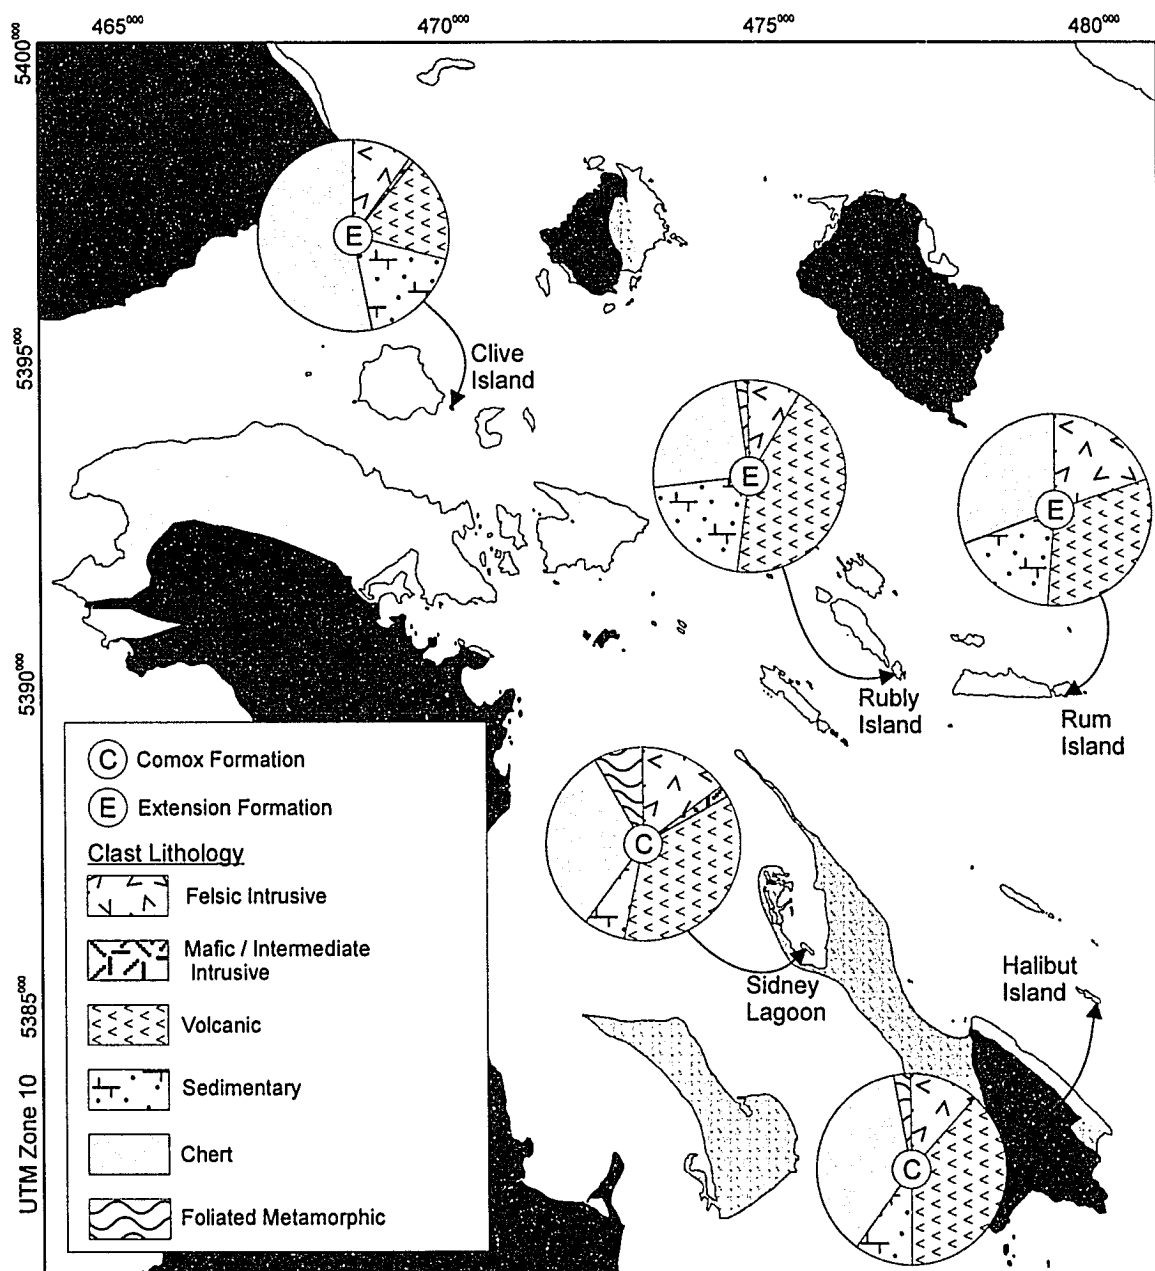 465⁰⁰⁰ 470⁰⁰⁰ 475⁰⁰⁰ 480⁰⁰⁰
5400⁰⁰⁰
E
5395⁰⁰⁰
Clive
Island
E
E
5390⁰⁰⁰
Rubly
Island
Rum
Island
C Comox Formation
E Extension Formation
Clast Lithology
Felsic Intrusive
Mafic / Intermediate
Intrusive
Volcanic
Sedimentary
Chert
Foliated Metamorphic
C
Sidney
Lagoon
Halibut
Island
C
5385⁰⁰⁰
UTM Zone 10